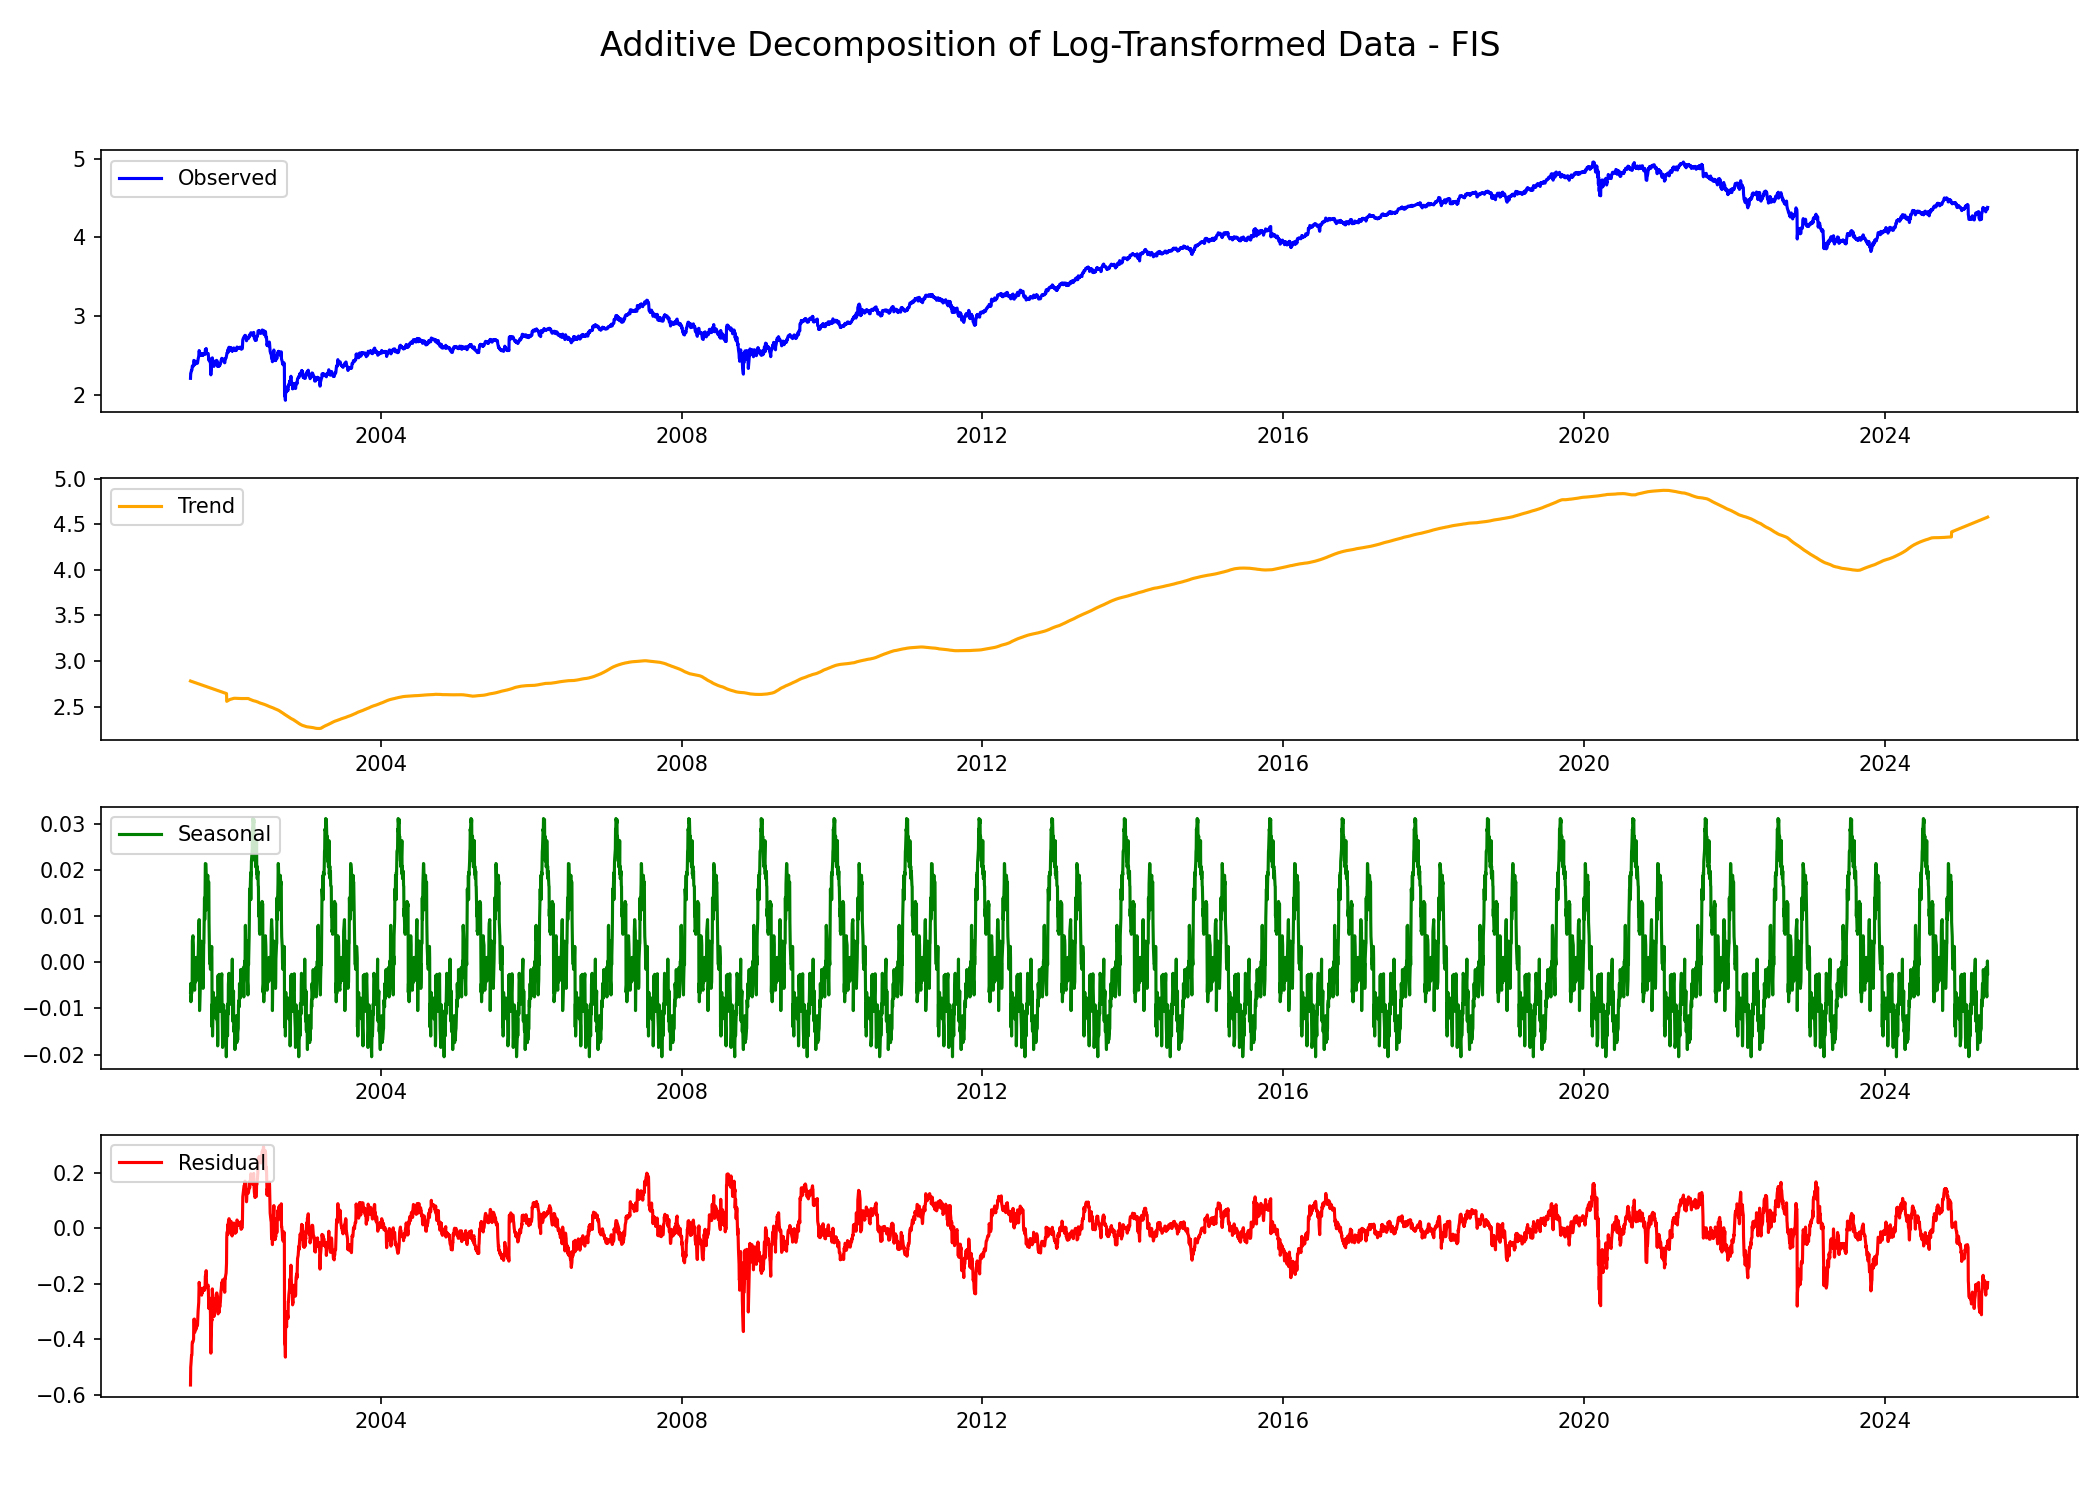 Additive Decomposition of Log-Transformed Data - FIS
Observed
5
4
3
2
2004 2008 2012 2016 2020 2024
Trend
5.0
4.5
4.0
3.5
3.0
2.5
2004 2008 2012 2016 2020 2024
Seasonal
0.03
0.02
0.01
0.00
−0.01
−0.02
2004 2008 2012 2016 2020 2024
Residual
0.2
0.0
−0.2
−0.4
−0.6
2004 2008 2012 2016 2020 2024